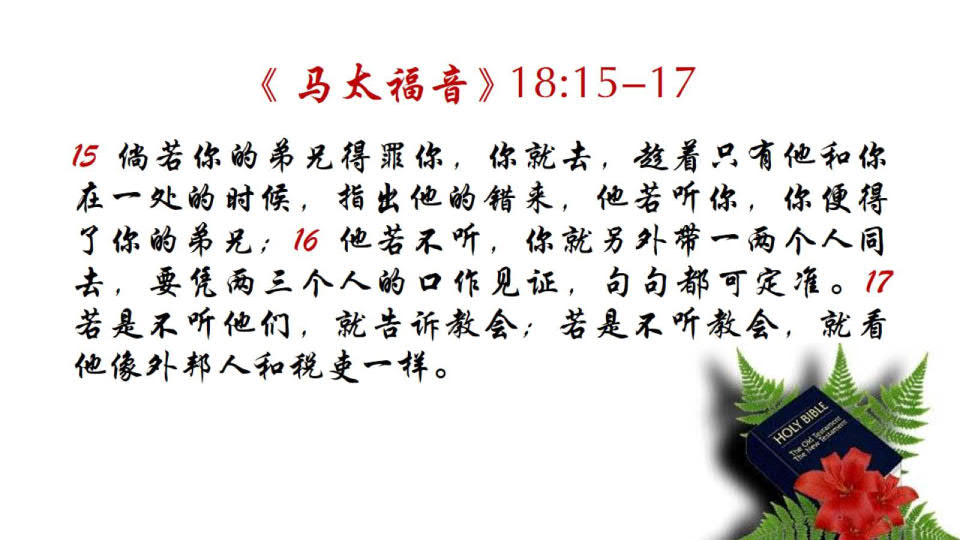 《马太福音》18:15-17
15 倘若你的弟兄得罪你，你就去，趁着只有他和你
在一处的时候，指出他的错来，他若听你，你便得
了你的弟兄；16 他若不听，你就另外带一两个人同
去，要凭两三个人的口作见证，句句都可定准。17
若是不听他们，就告诉教会；若是不听教会，就看
他像外邦人和税吏一样。
HOLY BIBLE
The Old Testament
The New Testament